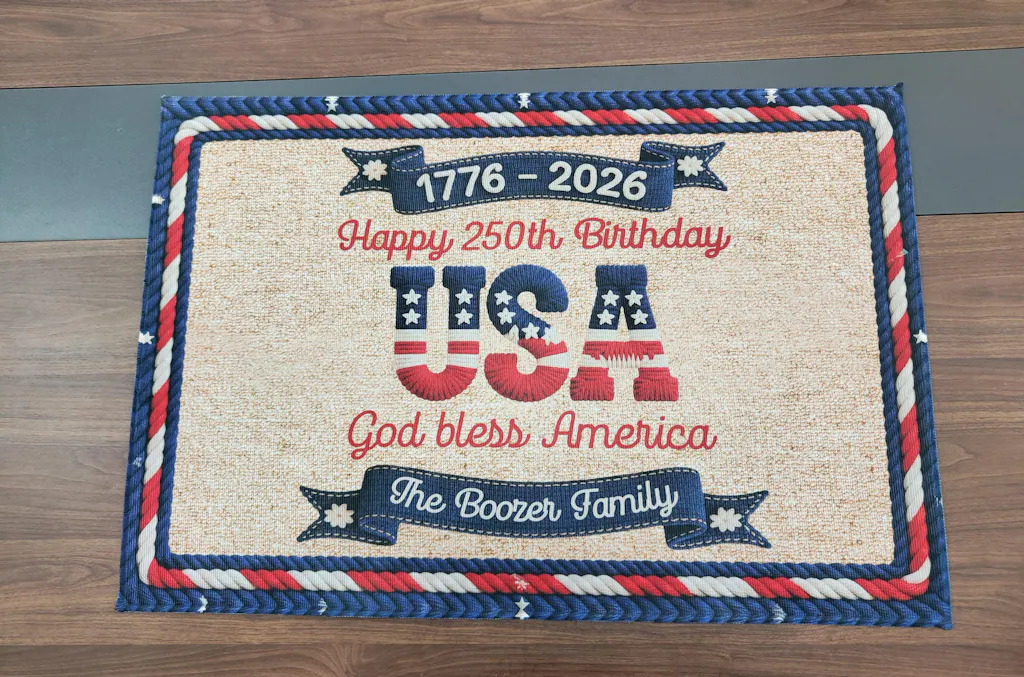 1776 - 2026
Happy 250th Birthday
USA
God bless America
The Boozer Family